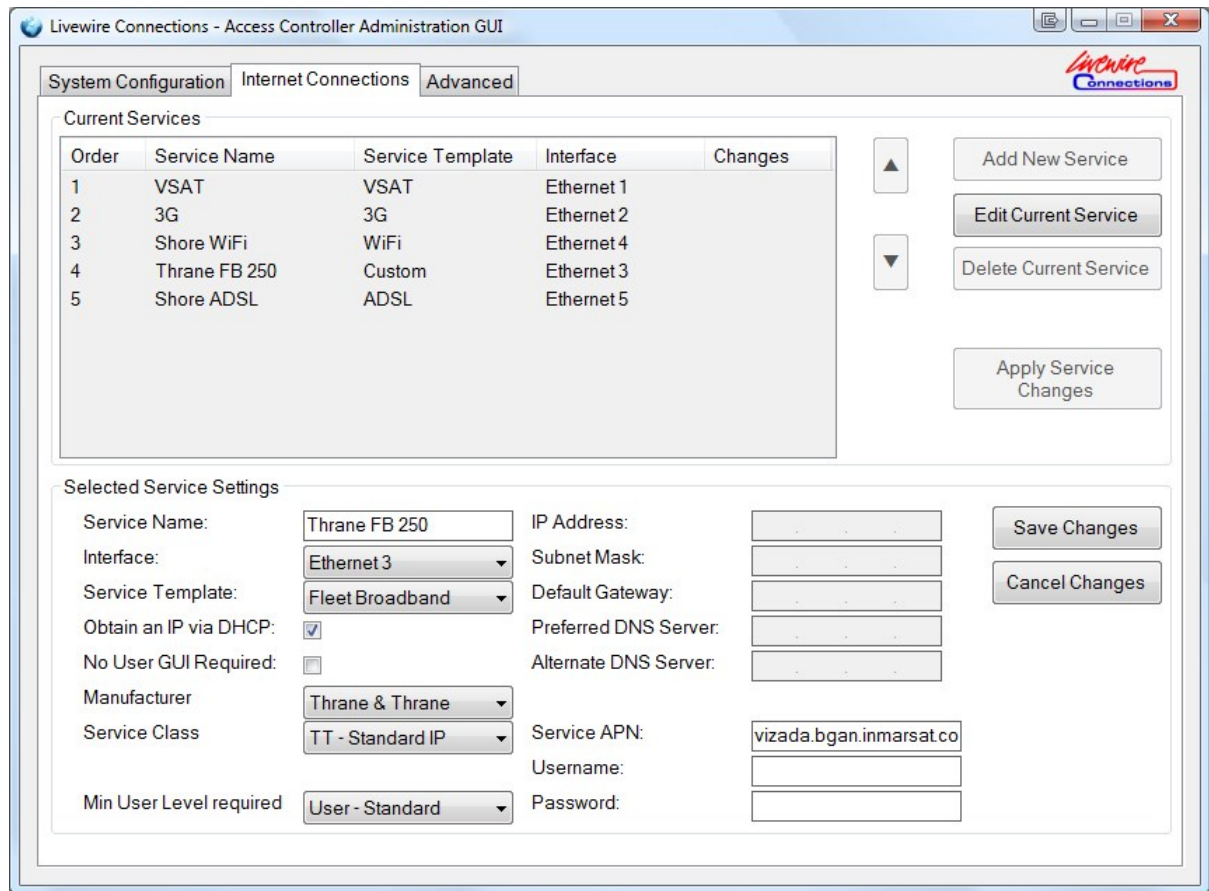 Livewire Connections - Access Controller Administration GUI
System Configuration Internet Connections Advanced
Livewire
Connections
Current Services
Order Service Name Service Template Interface Changes
1 VSAT VSAT Ethernet 1
2 3G 3G Ethernet 2
3 Shore WiFi WiFi Ethernet 4
4 Thrane FB 250 Custom Ethernet 3
5 Shore ADSL ADSL Ethernet 5
Add New Service
Edit Current Service
Delete Current Service
Apply Service
Changes
Selected Service Settings
Service Name: Thrane FB 250 IP Address: Save Changes
Interface: Ethernet 3 Subnet Mask:
Service Template: Fleet Broadband Default Gateway: Cancel Changes
Obtain an IP via DHCP: Preferred DNS Server:
No User GUI Required: Alternate DNS Server:
Manufacturer Thrane & Thrane
Service Class TT - Standard IP Service APN: vizada.bgan.inmarsat.co
Username:
Min User Level required User - Standard Password: